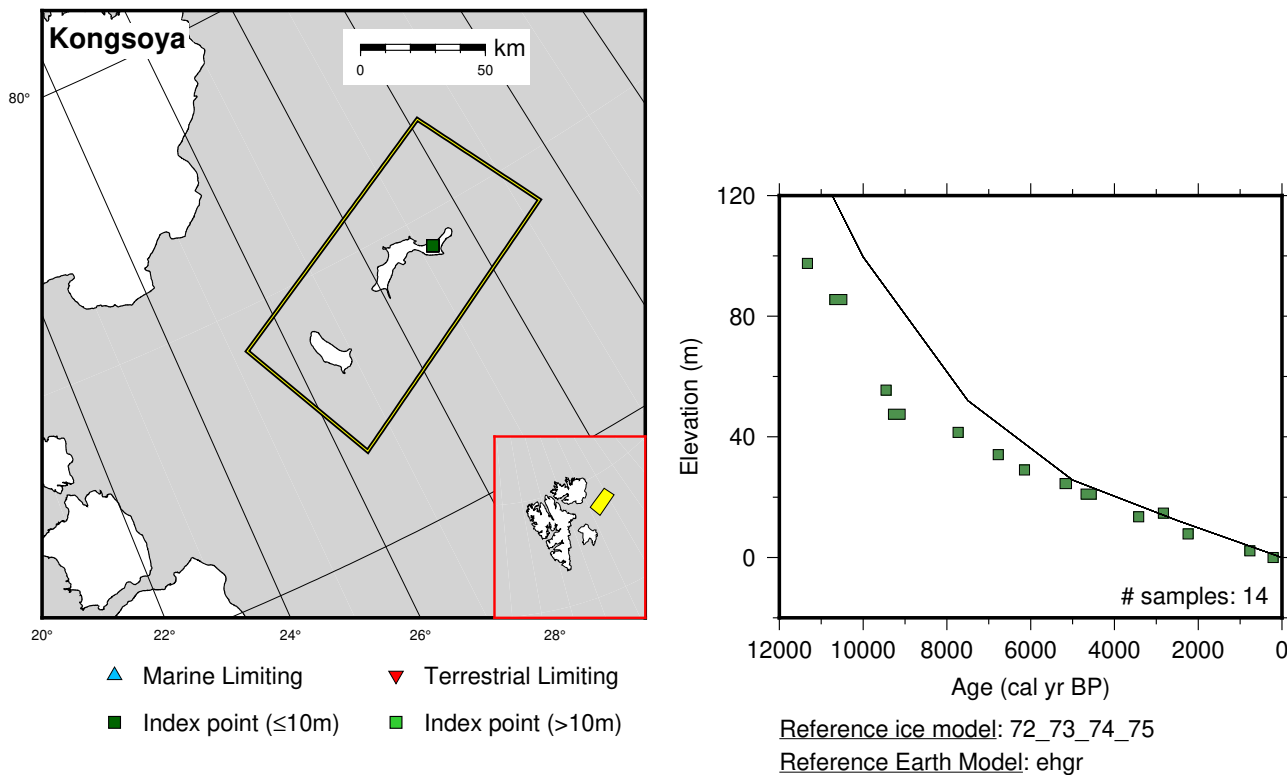 Kongsoya
km
0 50
80°
20° 22° 24° 26° 28°
Marine Limiting
Terrestrial Limiting
Index point (≤10m)
Index point (>10m)
120
80
40
0
Elevation (m)
# samples: 14
12000 10000 8000 6000 4000 2000 0
Age (cal yr BP)
Reference ice model: 72_73_74_75
Reference Earth Model: ehgr